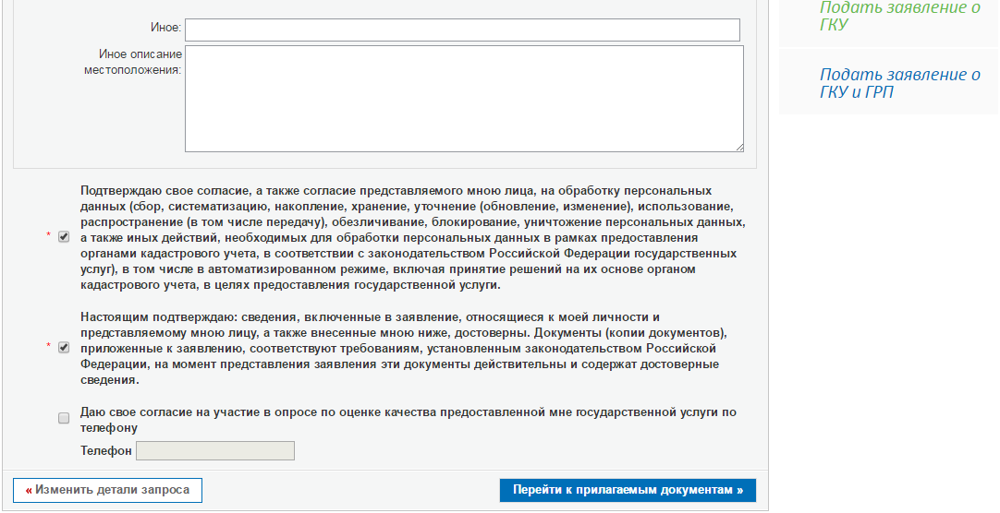 Иное:
Иное описание
местоположения:
Подтверждаю свое согласие, а также согласие представляемого мною лица, на обработку персональных
данных (сбор, систематизацию, накопление, хранение, уточнение (обновление, изменение), использование,
распространение (в том числе передачу), обезличивание, блокирование, уничтожение персональных данных,
* а также иных действий, необходимых для обработки персональных данных в рамках предоставления
органами кадастрового учета, в соответствии с законодательством Российской Федерации государственных
услуг), в том числе в автоматизированном режиме, включая принятие решений на их основе органом
кадастрового учета, в целях предоставления государственной услуги.
Настоящим подтверждаю: сведения, включенные в заявление, относящиеся к моей личности и
представляемому мною лицу, а также внесенные мною ниже, достоверны. Документы (копии документов),
* приложенные к заявлению, соответствуют требованиям, установленным законодательством Российской
Федерации, на момент представления заявления эти документы действительны и содержат достоверные
сведения.
Даю свое согласие на участие в опросе по оценке качества предоставленной мне государственной услуги по
телефону
Телефон
« Изменить детали запроса
Перейти к прилагаемым документам »
Подать заявление о
ГКУ
Подать заявление о
ГКУ и ГРП